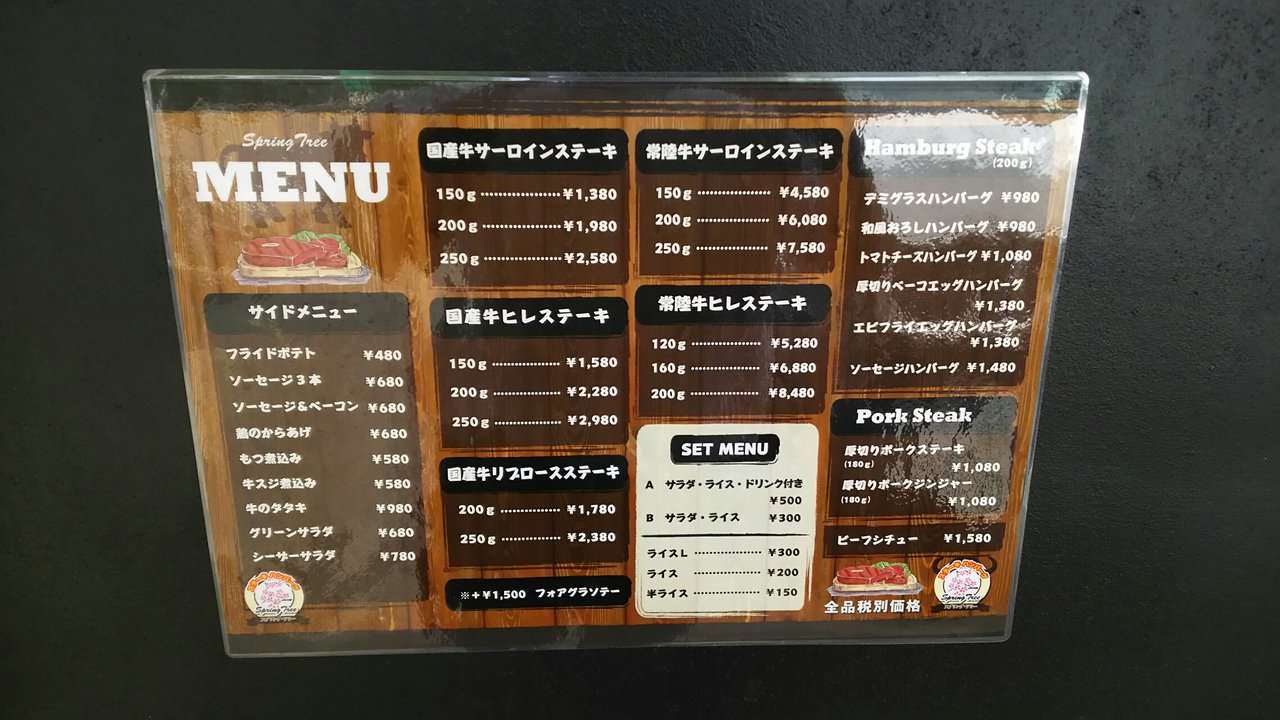 Spring Tree
MENU
サイドメニュー
フライドポテト ¥480
ソーセージ3本 ¥680
ソーセージ&ベーコン ¥680
鶏のからあげ ¥680
もつ煮込み ¥580
牛スジ煮込み ¥580
牛のタタキ ¥980
グリーンサラダ ¥680
シーザーサラダ ¥780
Spring Tree
国産牛サーロインステーキ
150g ¥1,380
200g ¥1,980
250g ¥2,580
国産牛ヒレステーキ
150g ¥1,580
200g ¥2,280
250g ¥2,980
国産牛リブロースステーキ
200g ¥1,780
250g ¥2,380
※+¥1,500 フォアグラソテー
常陸牛サーロインステーキ
150g ¥4,580
200g ¥6,080
250g ¥7,580
常陸牛ヒレステーキ
120g ¥5,280
160g ¥6,880
200g ¥8,480
SET MENU
A サラダ・ライス・ドリンク付き
¥500
B サラダ・ライス ¥300
ライスL ¥300
ライス ¥200
半ライス ¥150
Hamburg Steak
(200g)
デミグラスハンバーグ ¥980
和風おろしハンバーグ ¥980
トマトチーズハンバーグ ¥1,080
厚切りベーコエッグハンバーグ
¥1,380
エビフライエッグハンバーグ
¥1,380
ソーセージハンバーグ ¥1,480
Pork Steak
厚切りポークステーキ
(180g) ¥1,080
厚切りポークジンジャー
(180g) ¥1,080
ビーフシチュー ¥1,580
全品税別価格
Spring Tree